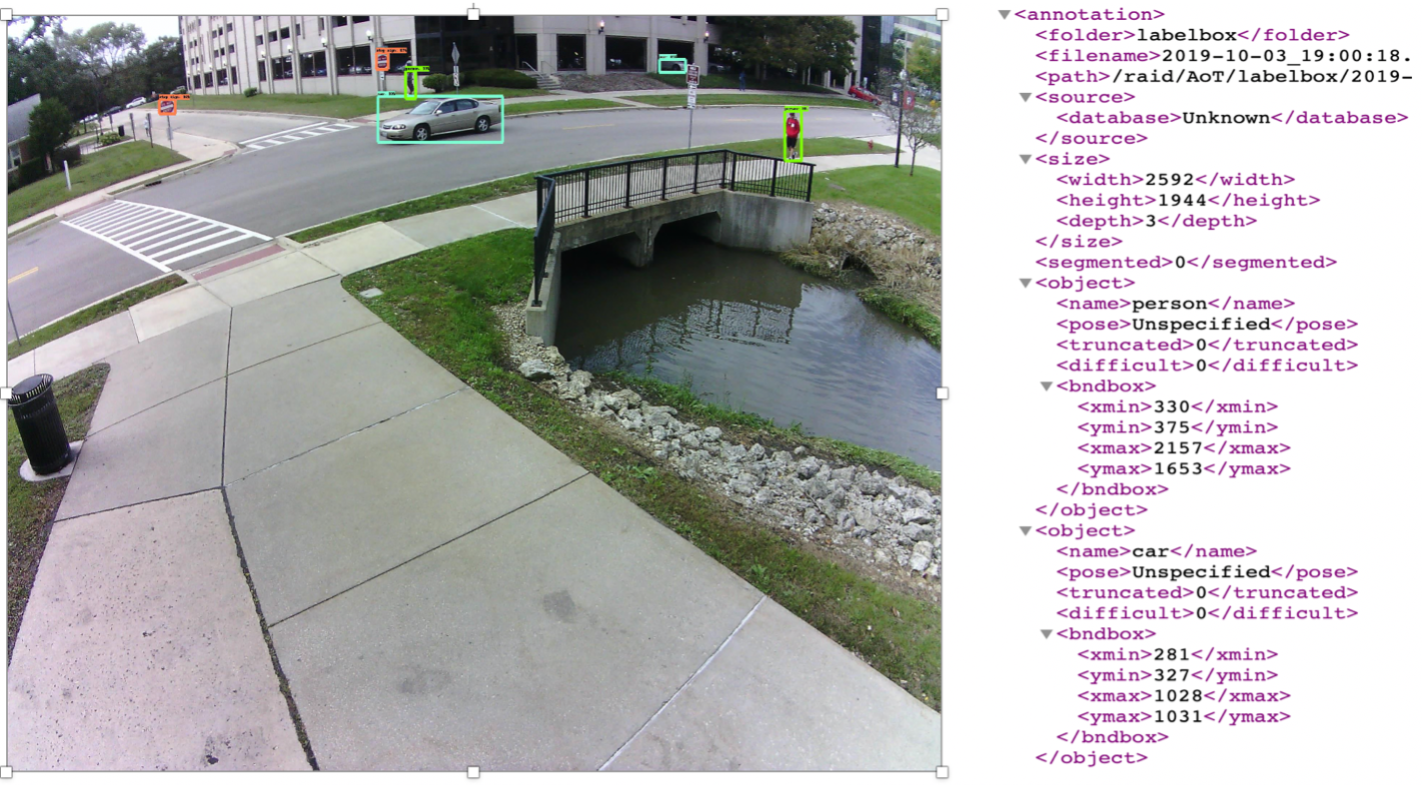 <annotation>
<folder>labelbox</folder>
<filename>2019-10-03_19:00:18.
<path>/raid/AoT/labelbox/2019-
<source>
<database>Unknown</database>
</source>
<size>
<width>2592</width>
<height>1944</height>
<depth>3</depth>
</size>
<segmented>0</segmented>
<object>
<name>person</name>
<pose>Unspecified</pose>
<truncated>0</truncated>
<difficult>0</difficult>
<bndbox>
<xmin>330</xmin>
<ymin>375</ymin>
<xmax>2157</xmax>
<ymax>1653</ymax>
</bndbox>
</object>
<object>
<name>car</name>
<pose>Unspecified</pose>
<truncated>0</truncated>
<difficult>0</difficult>
<bndbox>
<xmin>281</xmin>
<ymin>327</ymin>
<xmax>1028</xmax>
<ymax>1031</ymax>
</bndbox>
</object>